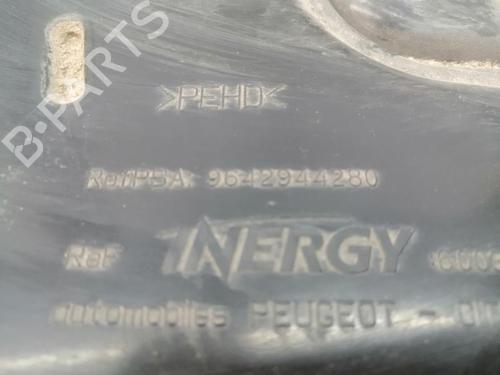 B-PARTS
>PEHD<
Ref PSA: 9642944280
Ref INERGY
automobiles PEUGEOT -